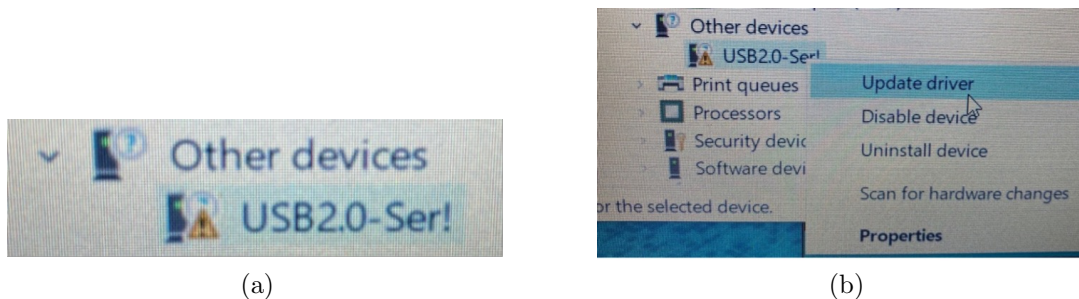 Other devices
USB2.0-Ser!
(a)
Other devices
USB2.0-Ser!
Print queues
Processors
Security devic
Software devi
or the selected device.
Update driver
Disable device
Uninstall device
Scan for hardware changes
Properties
(b)